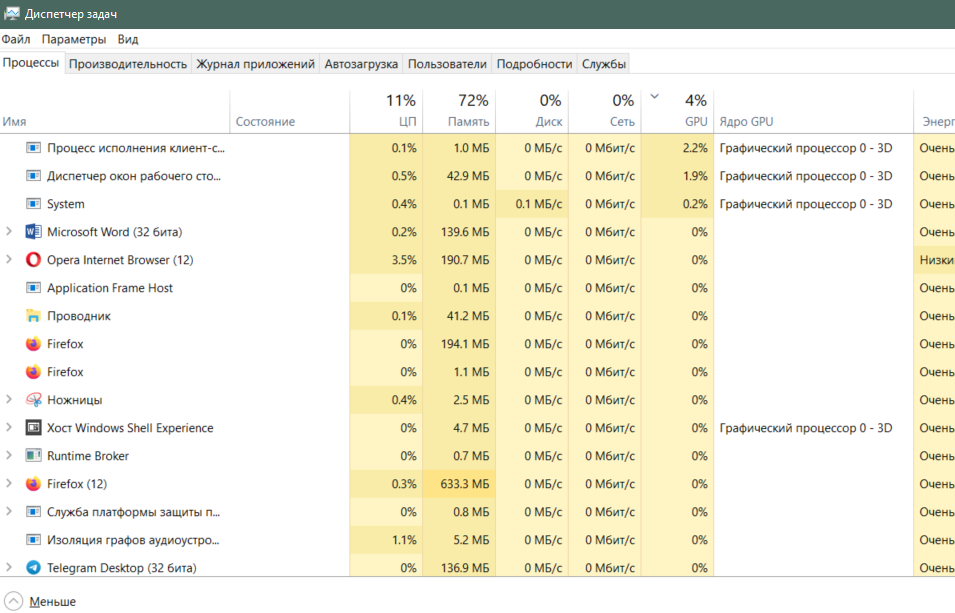 Диспетчер задач
Файл Параметры Вид
Процессы Производительность Журнал приложений Автозагрузка Пользователи Подробности Службы
11% 72% 0% 0% 4%
Имя Состояние ЦП Память Диск Сеть GPU Ядро GPU Энерг
Процесс исполнения клиент-с... 0.1% 1.0 МБ 0 МБ/с 0 Мбит/с 2.2% Графический процессор 0 - 3D Очень
Диспетчер окон рабочего сто... 0.5% 42.9 МБ 0 МБ/с 0 Мбит/с 1.9% Графический процессор 0 - 3D Очень
System 0.4% 0.1 МБ 0.1 МБ/с 0 Мбит/с 0.2% Графический процессор 0 - 3D Очень
Microsoft Word (32 бита) 0.2% 139.6 МБ 0 МБ/с 0 Мбит/с 0% Очень
Opera Internet Browser (12) 3.5% 190.7 МБ 0 МБ/с 0 Мбит/с 0% Низки
Application Frame Host 0% 0.1 МБ 0 МБ/с 0 Мбит/с 0% Очень
Проводник 0.1% 41.2 МБ 0 МБ/с 0 Мбит/с 0% Очень
Firefox 0% 194.1 МБ 0 МБ/с 0 Мбит/с 0% Очень
Firefox 0% 1.1 МБ 0 МБ/с 0 Мбит/с 0% Очень
Ножницы 0.4% 2.5 МБ 0 МБ/с 0 Мбит/с 0% Очень
Хост Windows Shell Experience 0% 4.7 МБ 0 МБ/с 0 Мбит/с 0% Графический процессор 0 - 3D Очень
Runtime Broker 0% 0.7 МБ 0 МБ/с 0 Мбит/с 0% Очень
Firefox (12) 0.3% 633.3 МБ 0 МБ/с 0 Мбит/с 0% Очень
Служба платформы защиты п... 0% 0.8 МБ 0 МБ/с 0 Мбит/с 0% Очень
Изоляция графов аудиоустро... 1.1% 5.2 МБ 0 МБ/с 0 Мбит/с 0% Очень
Telegram Desktop (32 бита) 0% 136.9 МБ 0 МБ/с 0 Мбит/с 0% Очень
Меньше